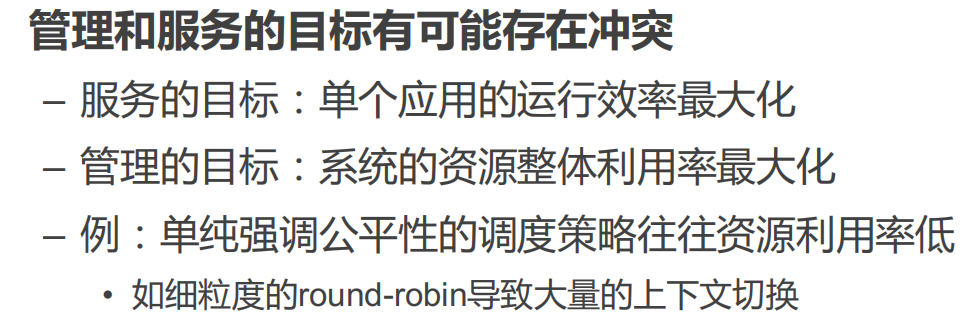 管理和服务的目标有可能存在冲突
– 服务的目标：单个应用的运行效率最大化
– 管理的目标：系统的资源整体利用率最大化
– 例：单纯强调公平性的调度策略往往资源利用率低
• 如细粒度的round-robin导致大量的上下文切换